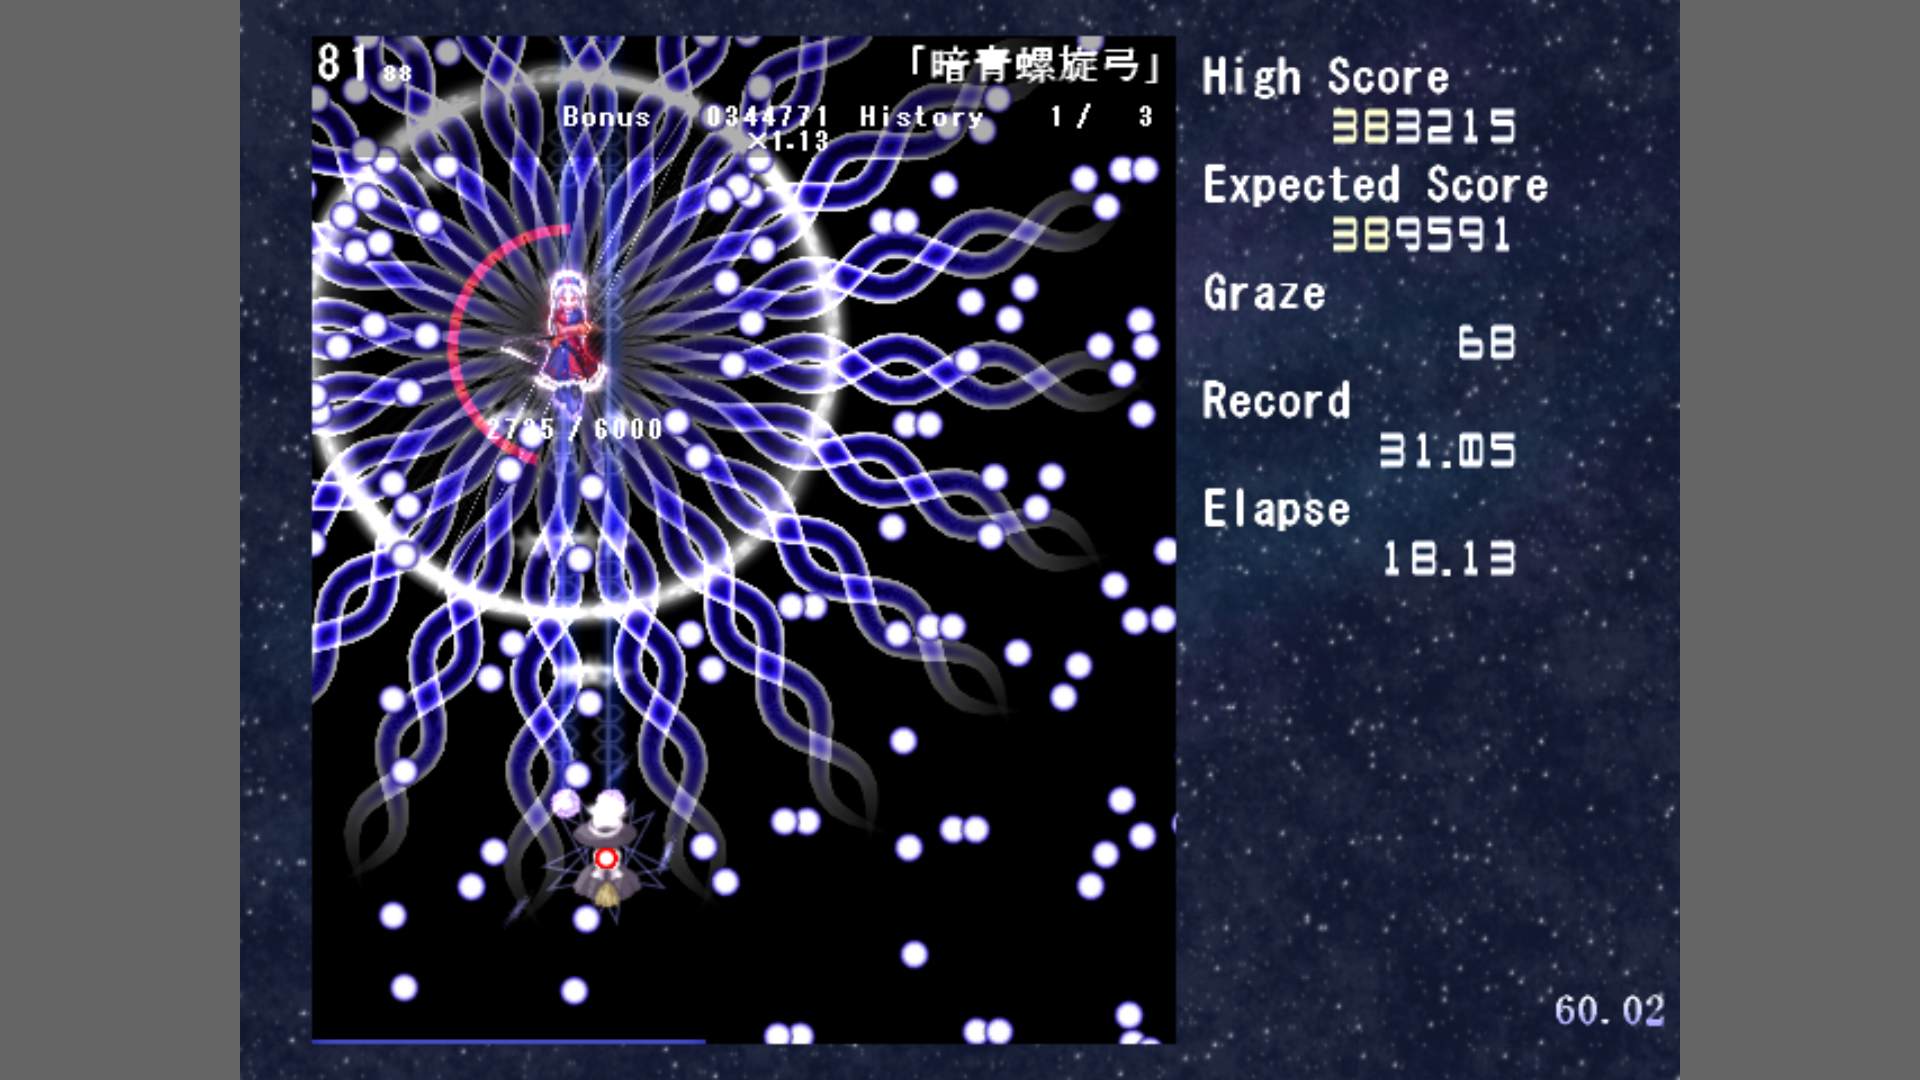 81.88
「暗青螺旋弓」
Bonus 0344771 History 1 / 3
×1.13
2795 / 6000
High Score
383215
Expected Score
389591
Graze
68
Record
31.05
Elapse
18.13
60.02